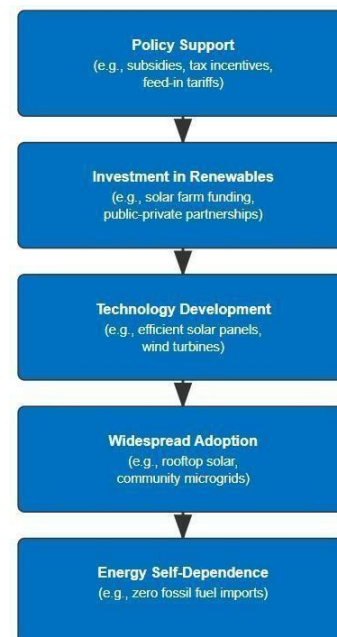 Policy Support
(e.g., subsidies, tax incentives,
feed-in tariffs)
Investment in Renewables
(e.g., solar farm funding,
public-private partnerships)
Technology Development
(e.g., efficient solar panels,
wind turbines)
Widespread Adoption
(e.g., rooftop solar,
community microgrids)
Energy Self-Dependence
(e.g., zero fossil fuel imports)